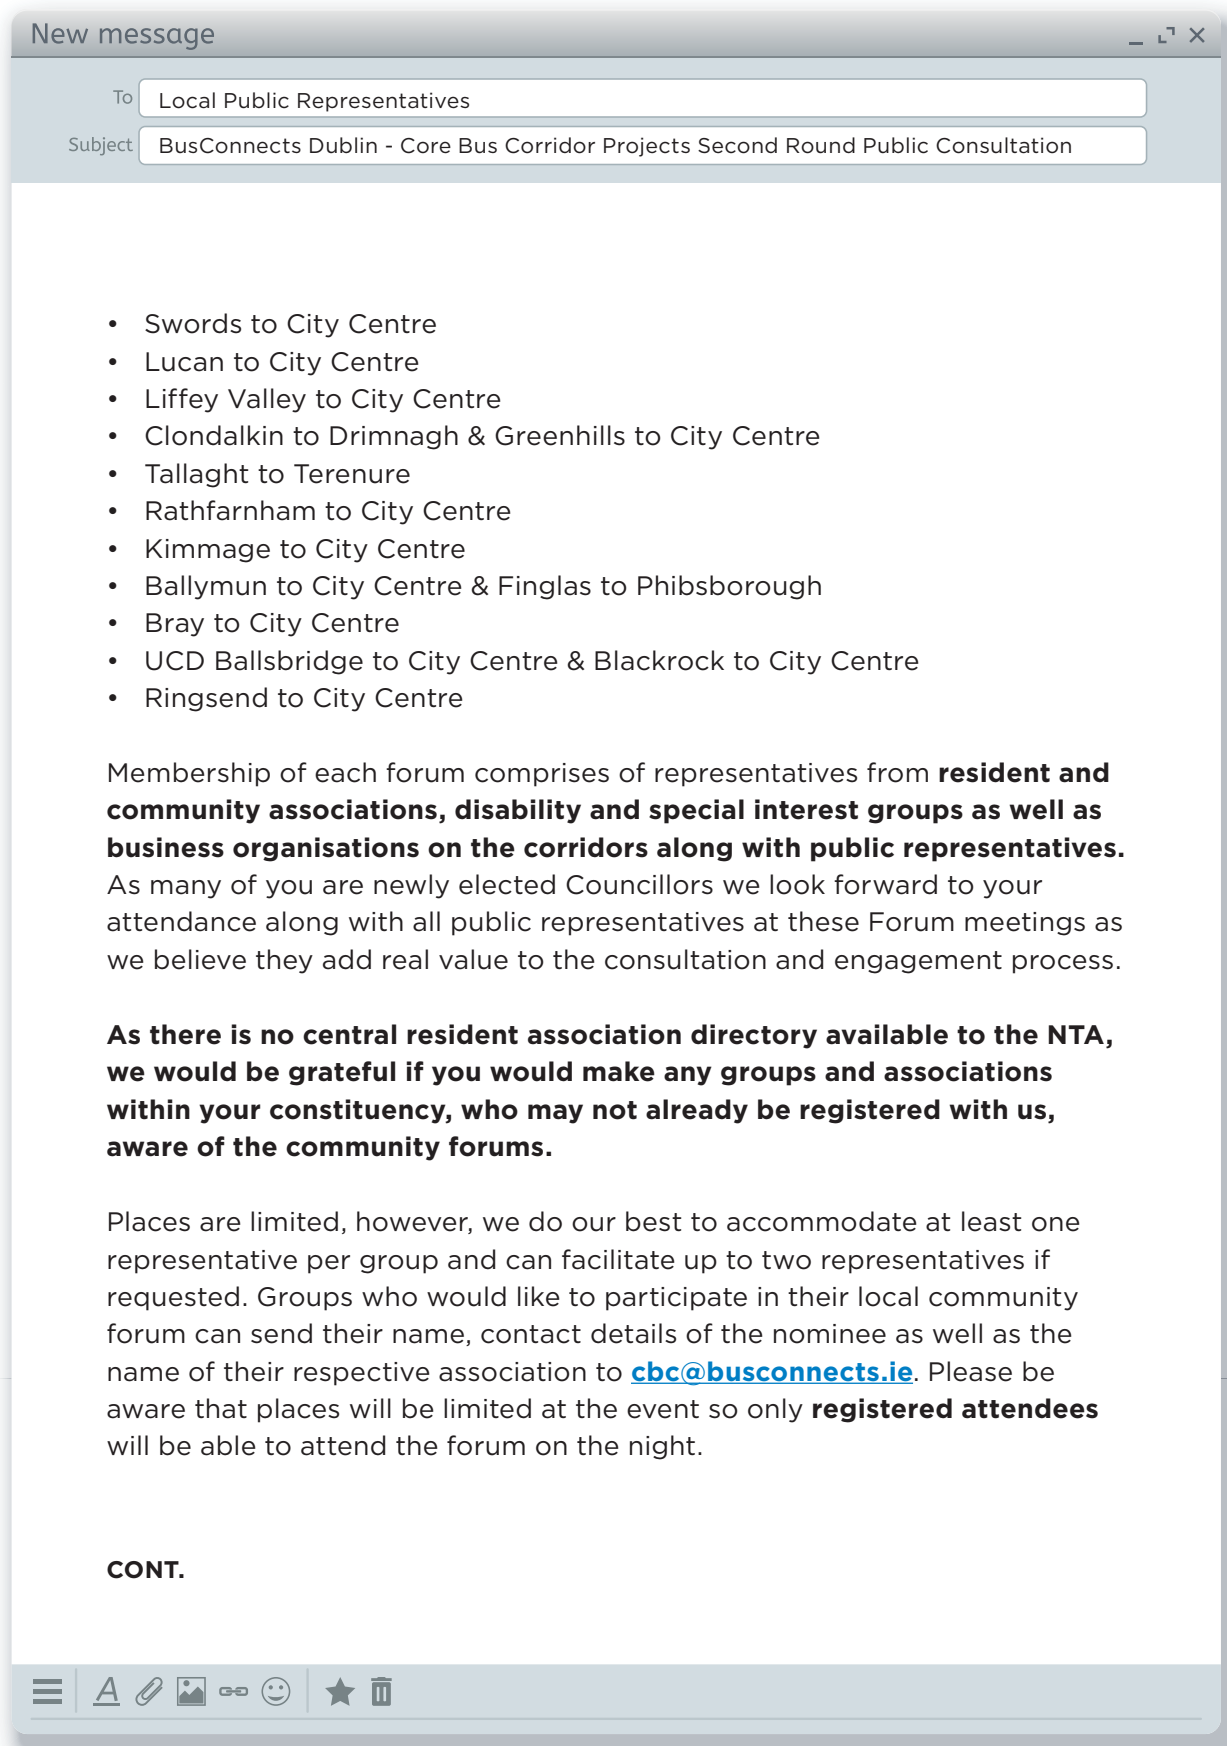 New message
To Local Public Representatives
Subject BusConnects Dublin - Core Bus Corridor Projects Second Round Public Consultation
• Swords to City Centre
• Lucan to City Centre
• Liffey Valley to City Centre
• Clondalkin to Drimnagh & Greenhills to City Centre
• Tallaght to Terenure
• Rathfarnham to City Centre
• Kimmage to City Centre
• Ballymun to City Centre & Finglas to Phibsborough
• Bray to City Centre
• UCD Ballsbridge to City Centre & Blackrock to City Centre
• Ringsend to City Centre
Membership of each forum comprises of representatives from resident and
community associations, disability and special interest groups as well as
business organisations on the corridors along with public representatives.
As many of you are newly elected Councillors we look forward to your
attendance along with all public representatives at these Forum meetings as
we believe they add real value to the consultation and engagement process.
As there is no central resident association directory available to the NTA,
we would be grateful if you would make any groups and associations
within your constituency, who may not already be registered with us,
aware of the community forums.
Places are limited, however, we do our best to accommodate at least one
representative per group and can facilitate up to two representatives if
requested. Groups who would like to participate in their local community
forum can send their name, contact details of the nominee as well as the
name of their respective association to cbc@busconnects.ie. Please be
aware that places will be limited at the event so only registered attendees
will be able to attend the forum on the night.
CONT.
A